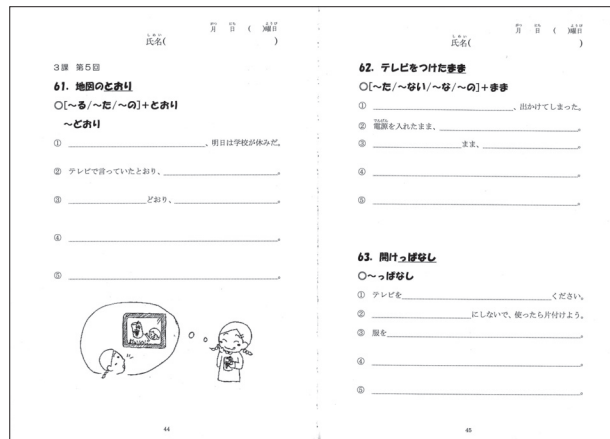 月 日 ( )曜日
氏名( )
3課 第5回
61. 地図のとおり
○[～る/～た/～の]+とおり
～どおり
① 、明日は学校が休みだ。
② テレビで言っていたとおり、 。
③ どおり、 。
④ 。
⑤ 。
44
月 日 ( )曜日
氏名( )
62. テレビをつけたまま
○[～た/～ない/～な/～の]+まま
① 、出かけてしまった。
② 電源を入れたまま、 。
③ まま、 。
④ 。
⑤ 。
63. 開けっぱなし
○～っぱなし
① テレビを ください。
② にしないで、使ったら片付けよう。
③ 服を 。
④ 。
⑤ 。
45